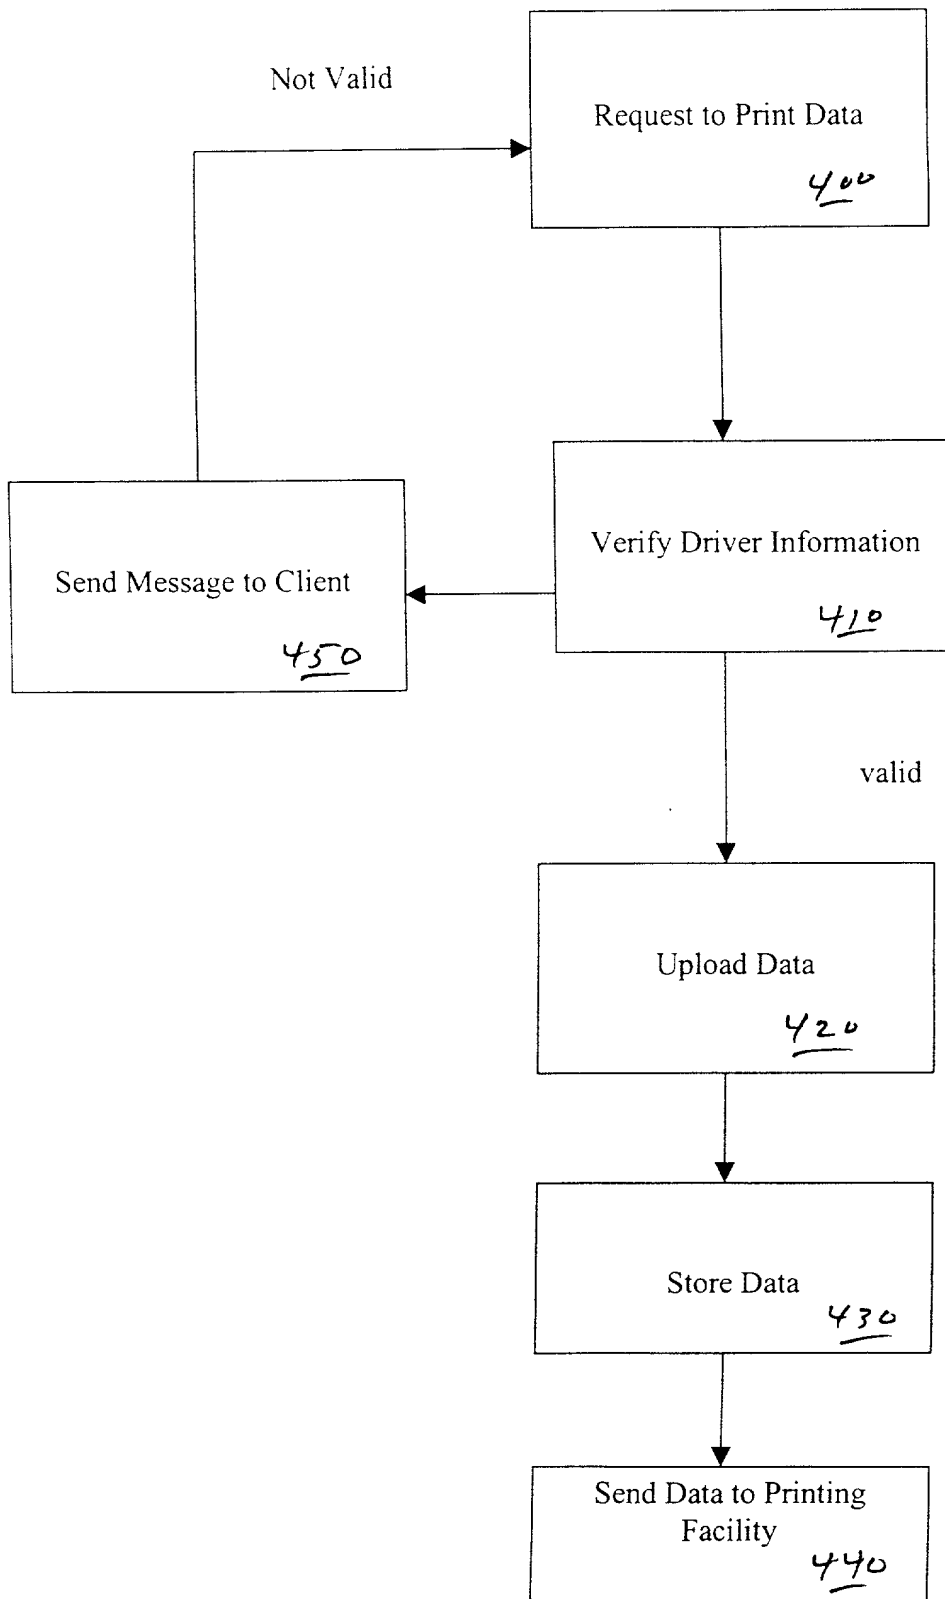 Not Valid
Request to Print Data
400
Verify Driver Information
410
Send Message to Client
450
valid
Upload Data
420
Store Data
430
Send Data to Printing
Facility
440